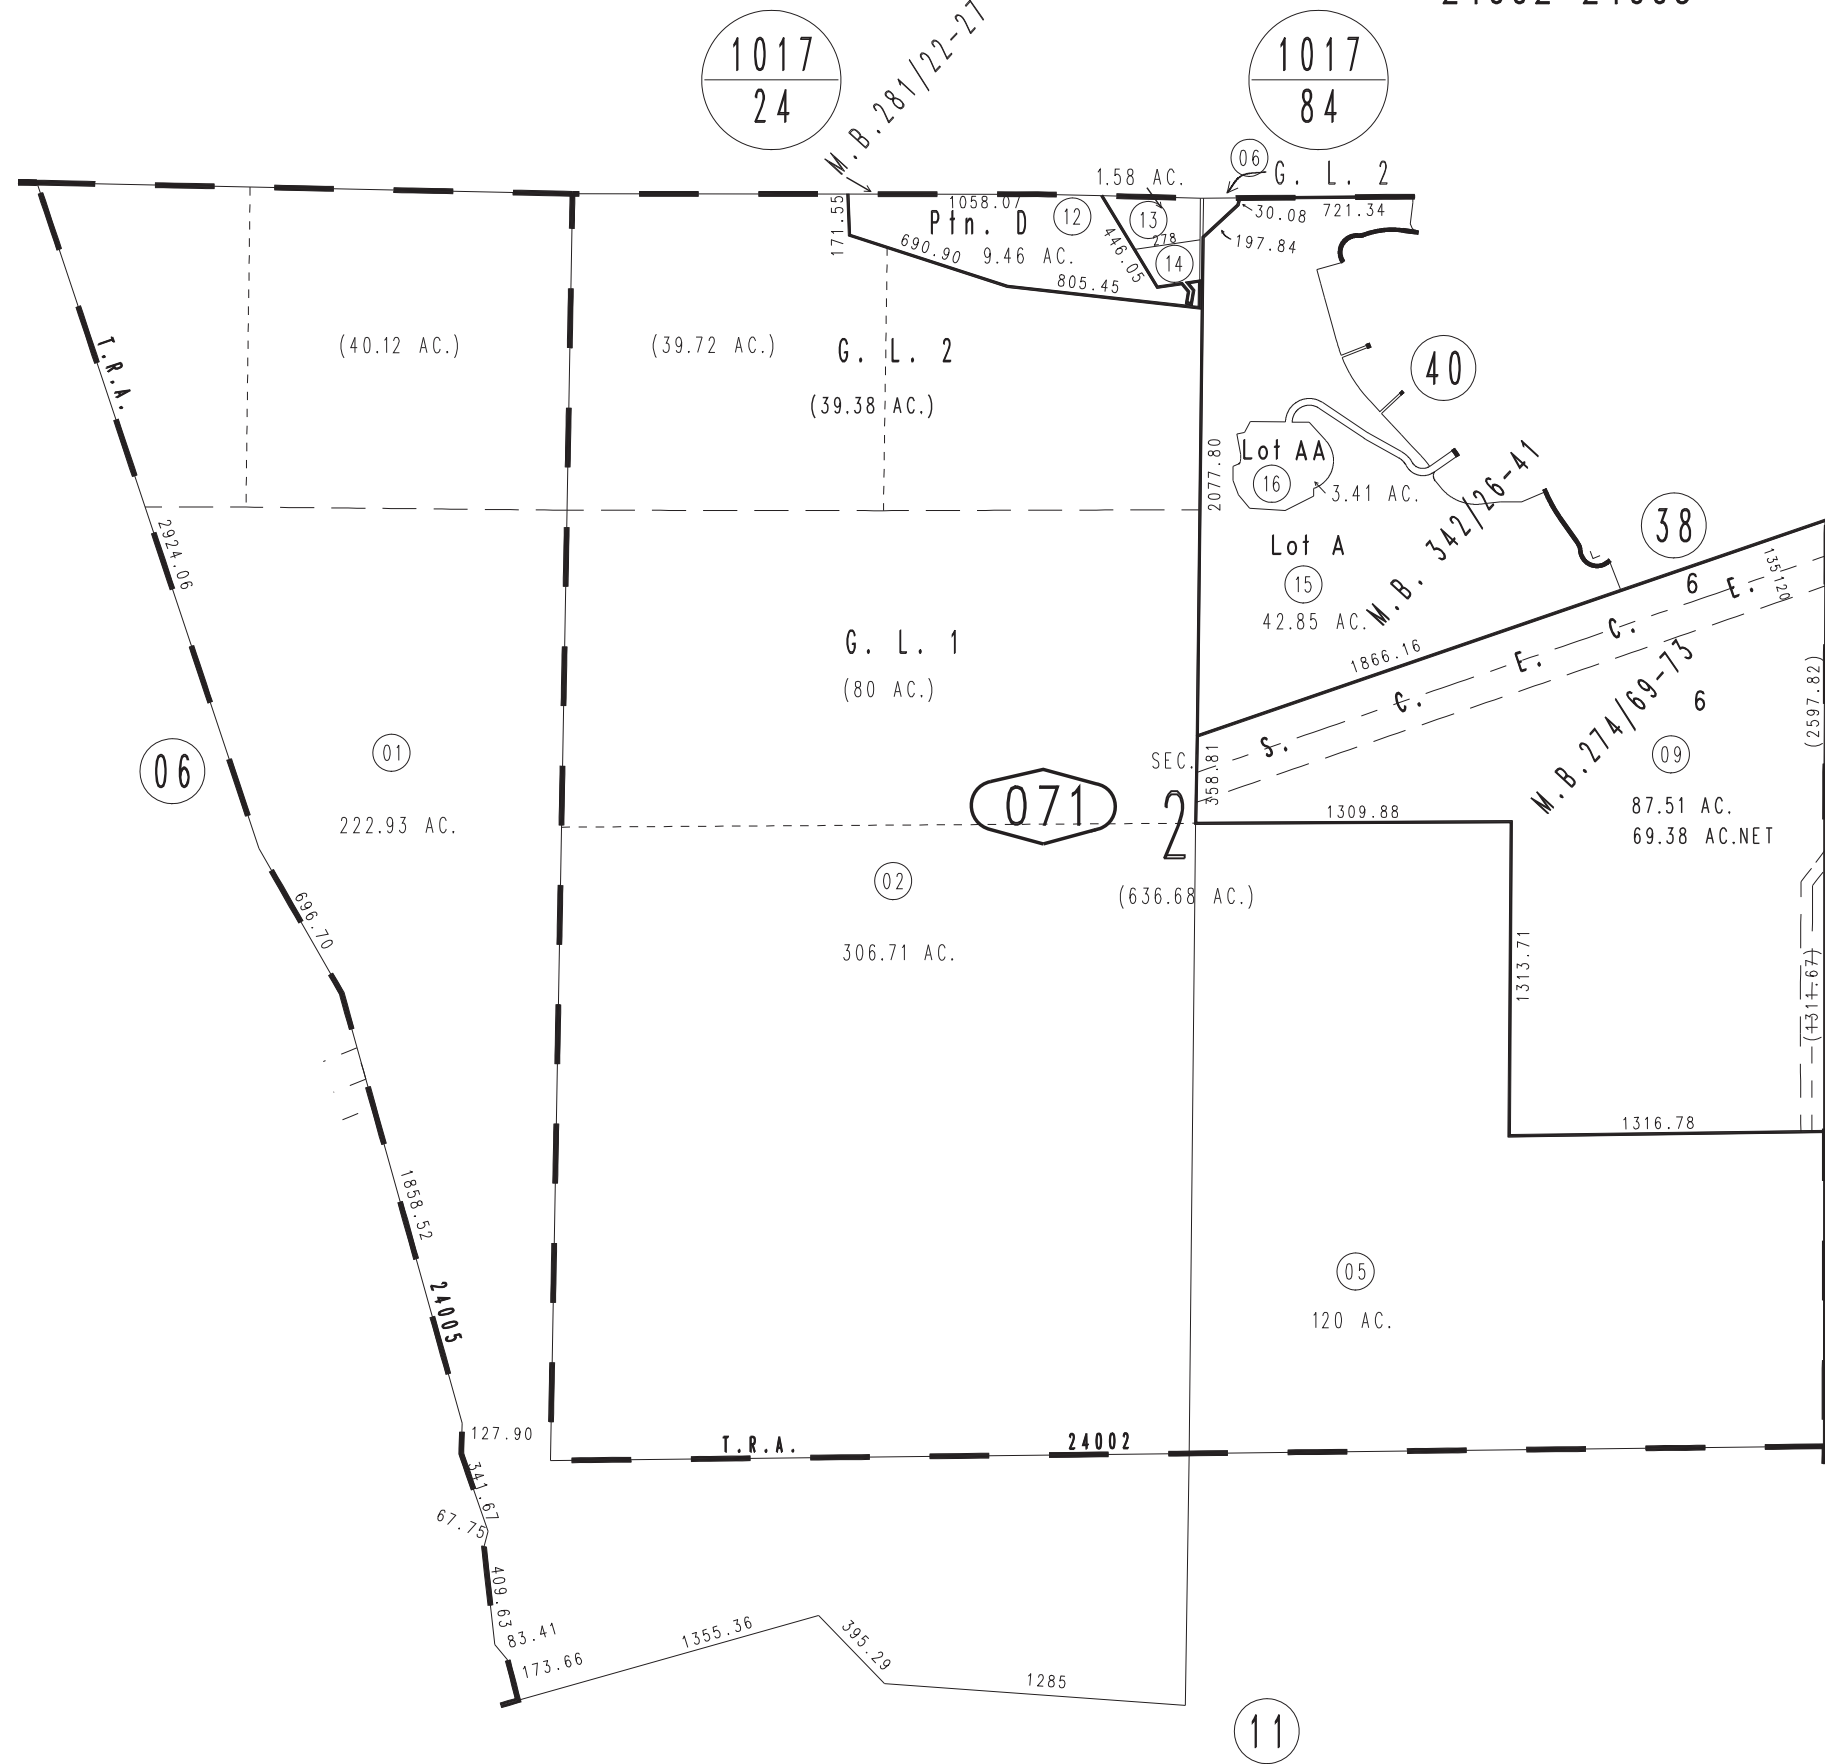 1017
24
M.B.281/22-27
1017
84
06
G. L. 2
1.58 AC.
1058.07
12
13
30.08
721.34
171.55
Ptn. D
446.05
278
197.84
690.90
9.46 AC.
14
805.45
T.R.A.
(40.12 AC.)
(39.72 AC.)
G. L. 2
(39.38 AC.)
40
2077.80
Lot AA
16
3.41 AC.
M.B. 342/26-41
2924.06
38
Lot A
15
42.85 AC.
135
120
6
1866.16
S. C. E. C. E.
G. L. 1
(80 AC.)
(2597.82)
6
M.B.274/69-73
06
01
222.93 AC.
SEC.
2
358.81
071
1309.88
09
87.51 AC.
69.38 AC.NET
02
(636.68 AC.)
306.71 AC.
696.70
1313.71
(1311.67)
1316.78
1858.52
24005
05
120 AC.
127.90
T.R.A.
24002
341.67
67.75
409.63
83.41
173.66
1355.36
395.29
1285
11